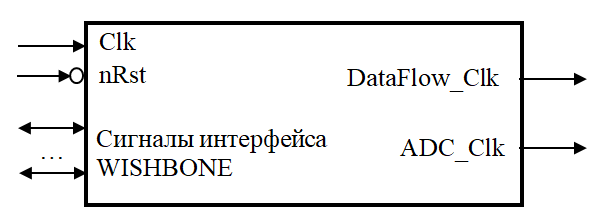 Clk
nRst
DataFlow_Clk
Сигналы интерфейса
ADC_Clk
...
WISHBONE